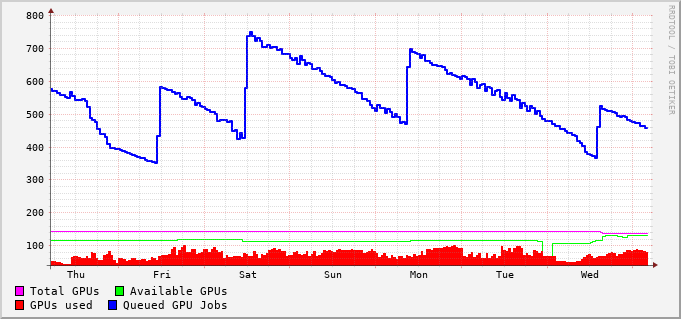 800
700
600
500
400
300
200
100
Thu Fri Sat Sun Mon Tue Wed
Total GPUs Available GPUs
GPUs used Queued GPU Jobs
RRDTOOL / TOBI OETIKER